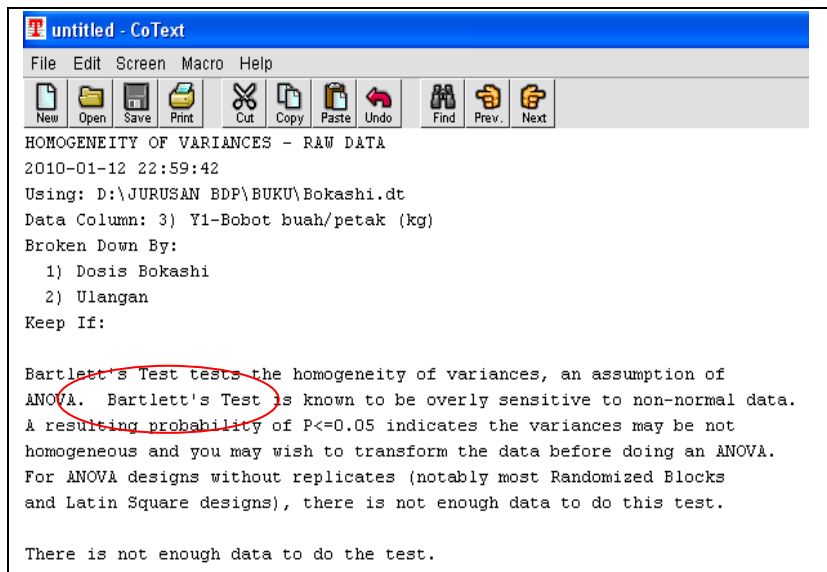 untitled - CoText
File Edit Screen Macro Help
New Open Save Print Cut Copy Paste Undo Find Prev. Next
HOMOGENEITY OF VARIANCES - RAW DATA
2010-01-12 22:59:42
Using: D:\JURUSAN BDP\BUKU\Bokashi.dt
Data Column: 3) Y1-Bobot buah/petak (kg)
Broken Down By:
1) Dosis Bokashi
2) Ulangan
Keep If:
Bartlett's Test tests the homogeneity of variances, an assumption of
ANOVA. Bartlett's Test is known to be overly sensitive to non-normal data.
A resulting probability of P<=0.05 indicates the variances may be not
homogeneous and you may wish to transform the data before doing an ANOVA.
For ANOVA designs without replicates (notably most Randomized Blocks
and Latin Square designs), there is not enough data to do this test.
There is not enough data to do the test.